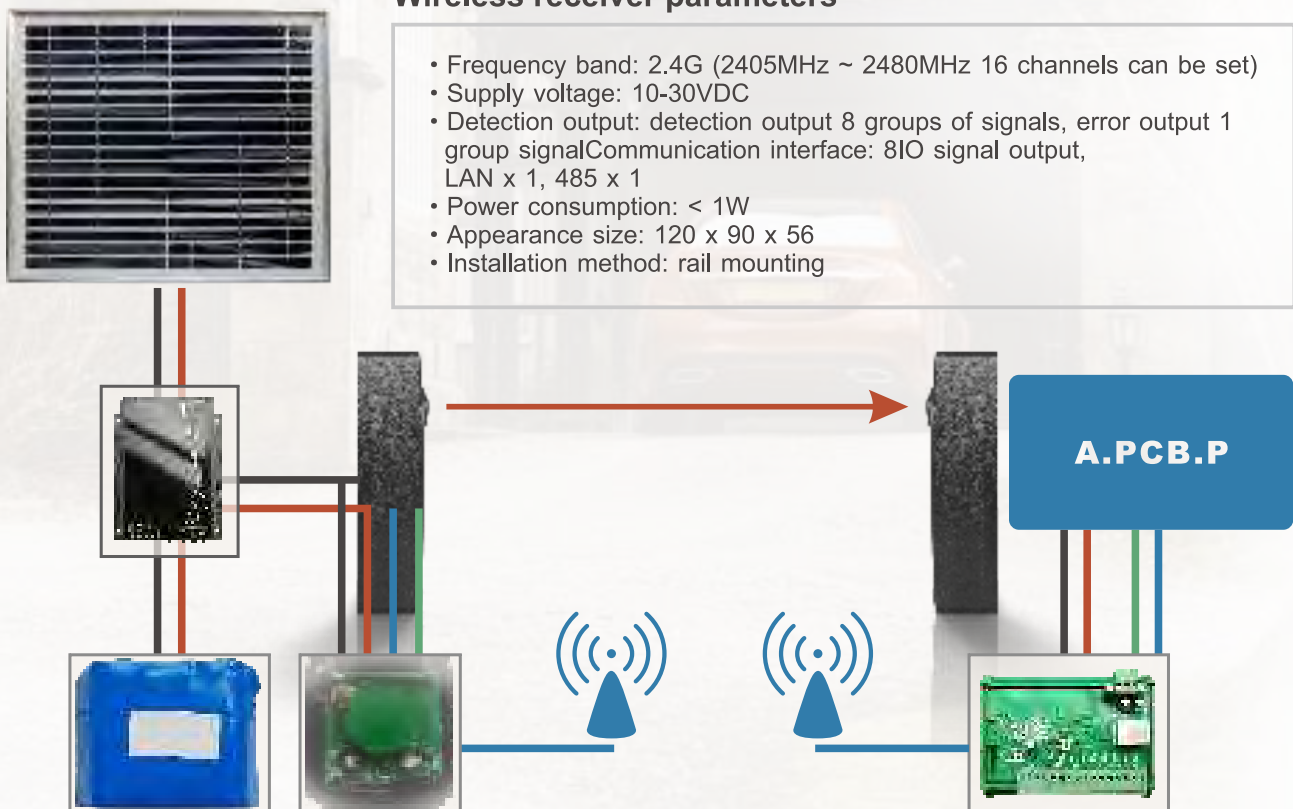 Wireless receiver parameters
• Frequency band: 2.4G (2405MHz ~ 2480MHz 16 channels can be set)
• Supply voltage: 10-30VDC
• Detection output: detection output 8 groups of signals, error output 1
group signalCommunication interface: 8IO signal output,
LAN x 1, 485 x 1
• Power consumption: < 1W
• Appearance size: 120 x 90 x 56
• Installation method: rail mounting
A.PCB.P